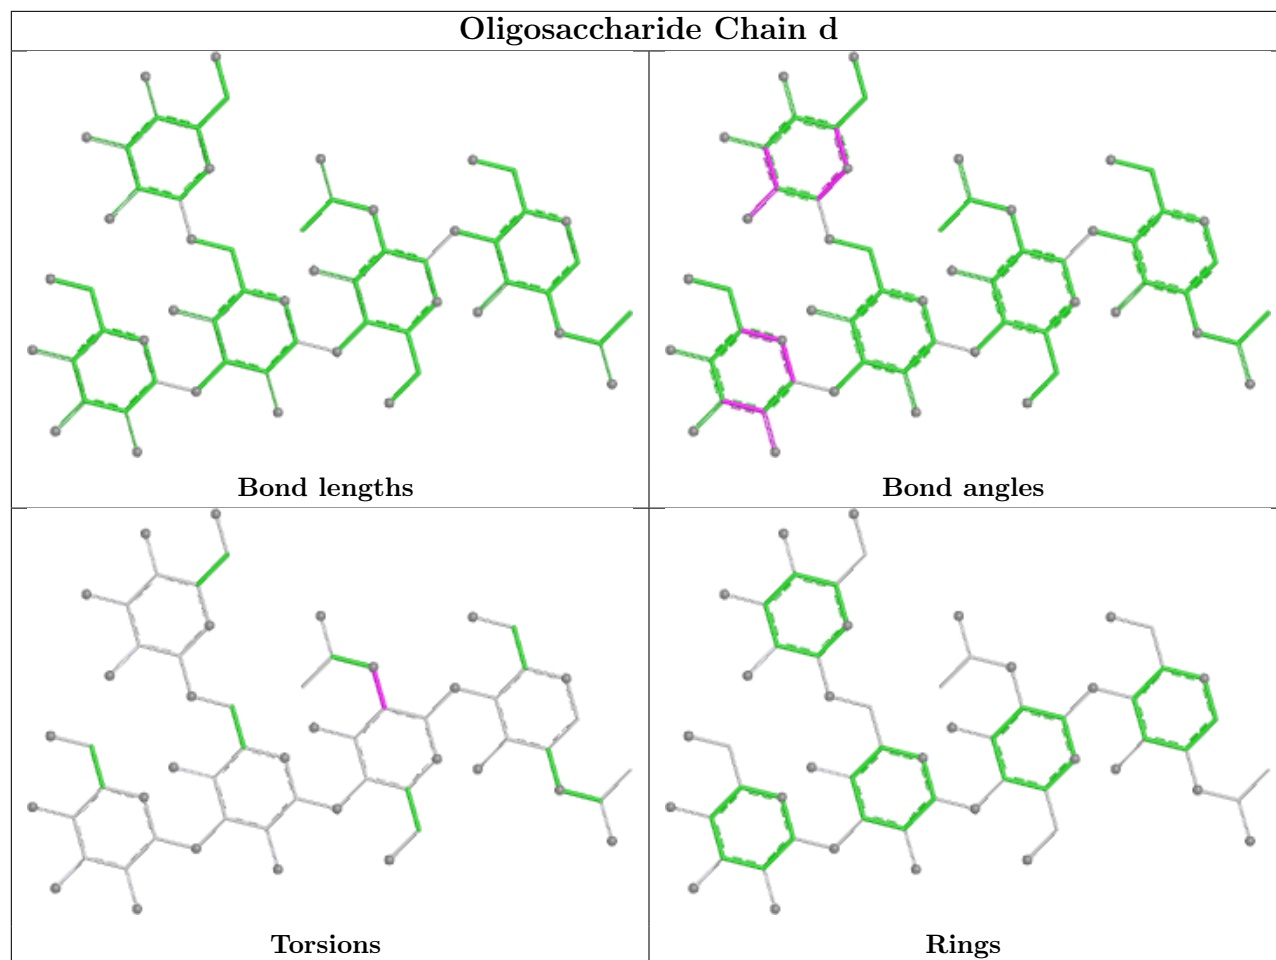 Oligosaccharide Chain d
Bond lengths
Bond angles
Torsions
Rings